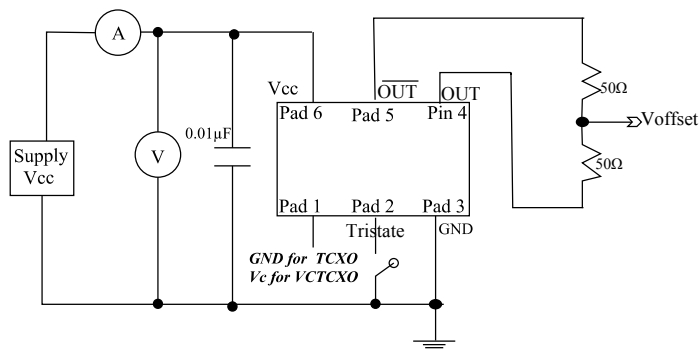 A
Vcc
OUT
OUT
Pad 6
Pad 5
Pin 4
50Ω
Voffset
0.01µF
V
Supply
Vcc
50Ω
Pad 1
Pad 2
Pad 3
Tristate
GND
GND for TCXO
Vc for VCTCXO